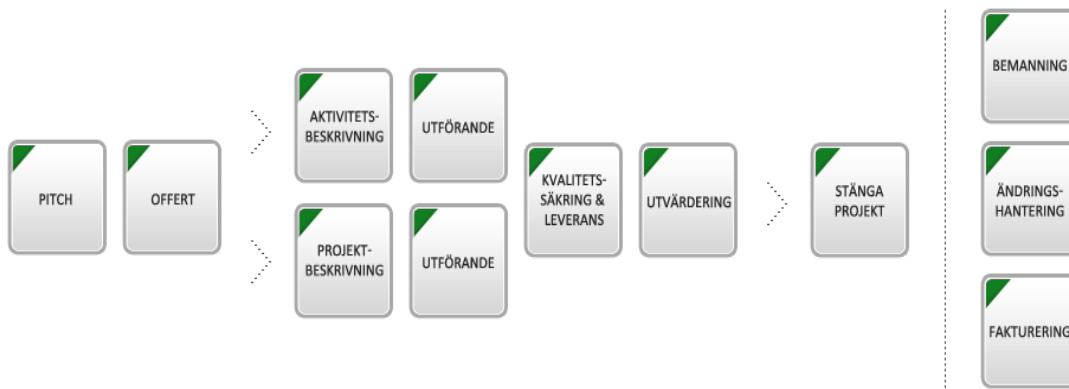 PITCH
OFFERT
AKTIVITETS-
BESKRIVNING
UTFÖRANDE
PROJEKT-
BESKRIVNING
UTFÖRANDE
KVALITETS-
SÄKRING &
LEVERANS
UTVÄRDERING
STÄNGA
PROJEKT
BEMANNING
ÄNDRINGS-
HANTERING
FAKTURERING